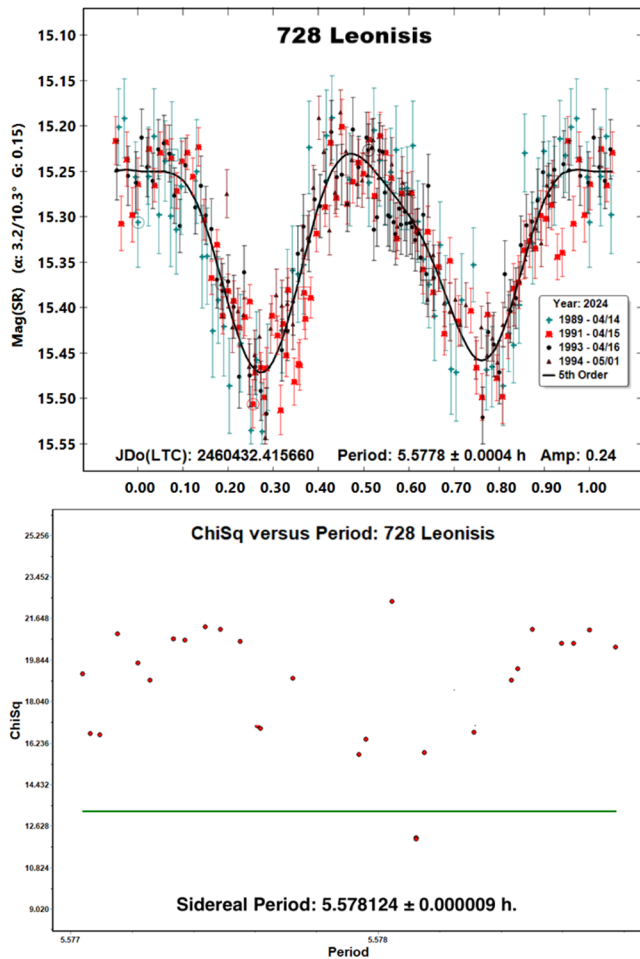 728 Leonisis
15.10
15.15
15.20
15.25
15.30
15.35
15.40
15.45
15.50
15.55
Mag(SR) (α: 3.2/10.3° G: 0.15)
Year: 2024
1989 - 04/14
1991 - 04/15
1993 - 04/16
1994 - 05/01
5th Order
JDo(LTC): 2460432.415660 Period: 5.5778 ± 0.0004 h Amp: 0.24
0.00 0.10 0.20 0.30 0.40 0.50 0.60 0.70 0.80 0.90 1.00
ChiSq versus Period: 728 Leonisis
25.256
23.452
21.648
19.844
18.040
16.236
14.432
12.628
10.824
9.020
ChiSq
Sidereal Period: 5.578124 ± 0.000009 h.
5.577 5.578
Period